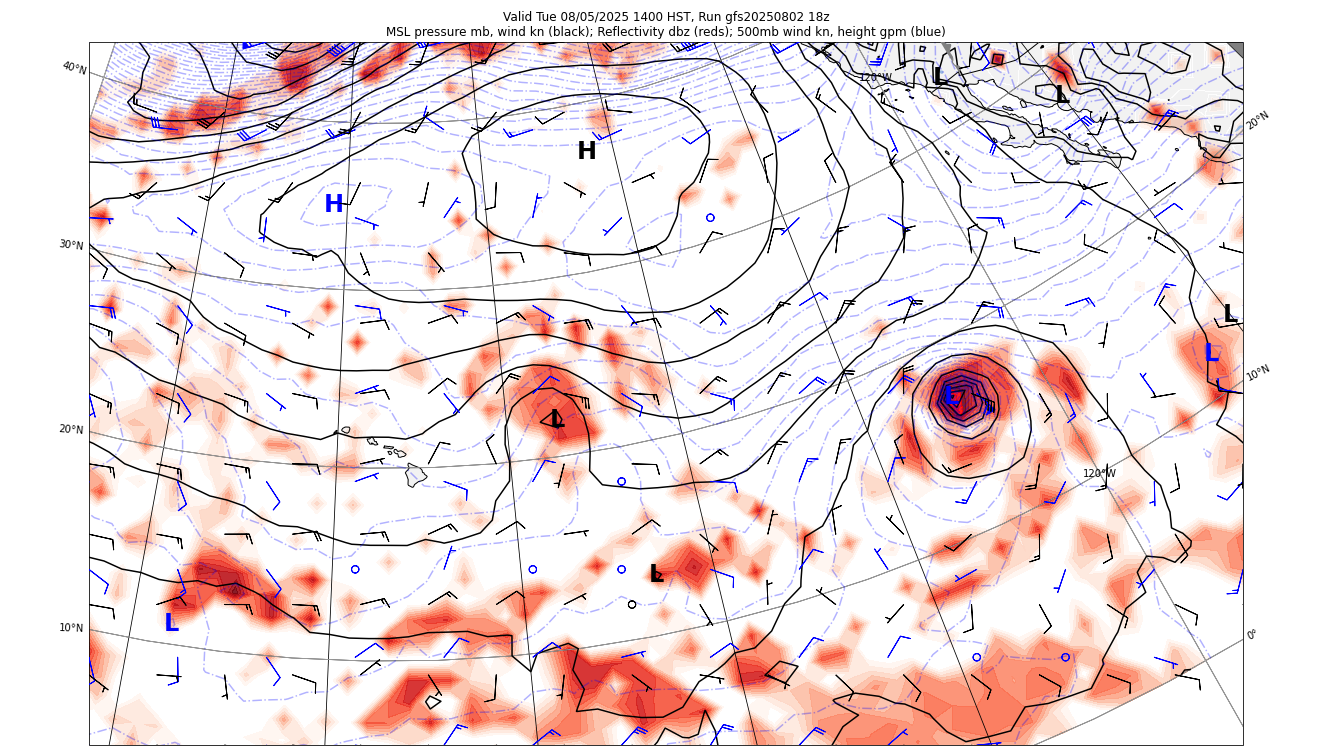 Valid Tue 08/05/2025 1400 HST, Run gfs20250802 18z
MSL pressure mb, wind kn (black); Reflectivity dbz (reds); 500mb wind kn, height gpm (blue)
40°N
120°W
L
L
20°N
H
H
30°N
L
L
10°N
L
L
20°N
120°W
L
L
10°N
0°